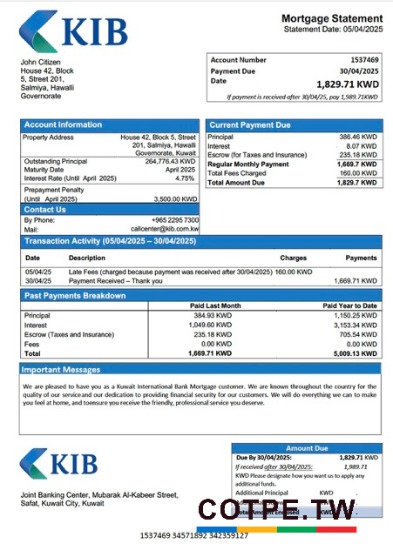 KIB
Mortgage Statement
Statement Date: 05/04/2025
John Citizen
House 42, Block
5, Street 201,
Salmiya, Hawalli
Governorate
Account Number 1537469
Payment Due 30/04/2025
Date
1,829.71 KWD
If payment is received after 30/04/2025, pay 1,989.71KWD
Account Information
Property Address House 42, Block 5, Street
201, Salmiya, Hawalli
Governorate, Kuwait
Outstanding Principal 264,776.43 KWD
Maturity Date April 2025
Interest Rate (Until April 2025) 4.75%
Prepayment Penalty
(Until April 2025) 3,500.00 KWD
Contact Us
By Phone: +965 2295 7300
Mail: callcenter@kib.com.kw
Current Payment Due
Principal 386.46 KWD
Interest 8.07 KWD
Escrow (for Taxes and Insurance) 235.18 KWD
Regular Monthly Payment 1,669.7 KWD
Total Fees Charged 160.00 KWD
Total Amount Due 1,829.7 KWD
Transaction Activity (05/04/2025 – 30/04/2025)
Date Description Charges Payments
05/04/25 Late Fees (charged because payment was received after 30/04/2025) 160.00 KWD
30/04/25 Payment Received – Thank you 1,669.71 KWD
Past Payments Breakdown
Paid Last Month Paid Year to Date
Principal 384.93 KWD 1,150.25 KWD
Interest 1,049.60 KWD 3,153.34 KWD
Escrow (Taxes and Insurance) 235.18 KWD 705.54 KWD
Fees 0.00 KWD 0.00 KWD
Total 1,669.71 KWD 5,009.13 KWD
Important Messages
We are pleased to have you as a Kuwait International Bank Mortgage customer. We are known throughout the country for the
quality of our service and our dedication to providing financial security for our customers. We will do everything we can to make
you feel at home, and toensure you receive the friendly, professional service you deserve.
KIB
Joint Banking Center, Mubarak Al-Kabeer Street,
Safat, Kuwait City, Kuwait
Amount Due
Due By 30/04/2025: 1,829.71 KWD
If received after 30/04/2025: 1,989.71
KWD Please designate how you want us to apply any
additional funds.
Additional Principal KWD
COTPE.TW
1537469 34571892 342359127